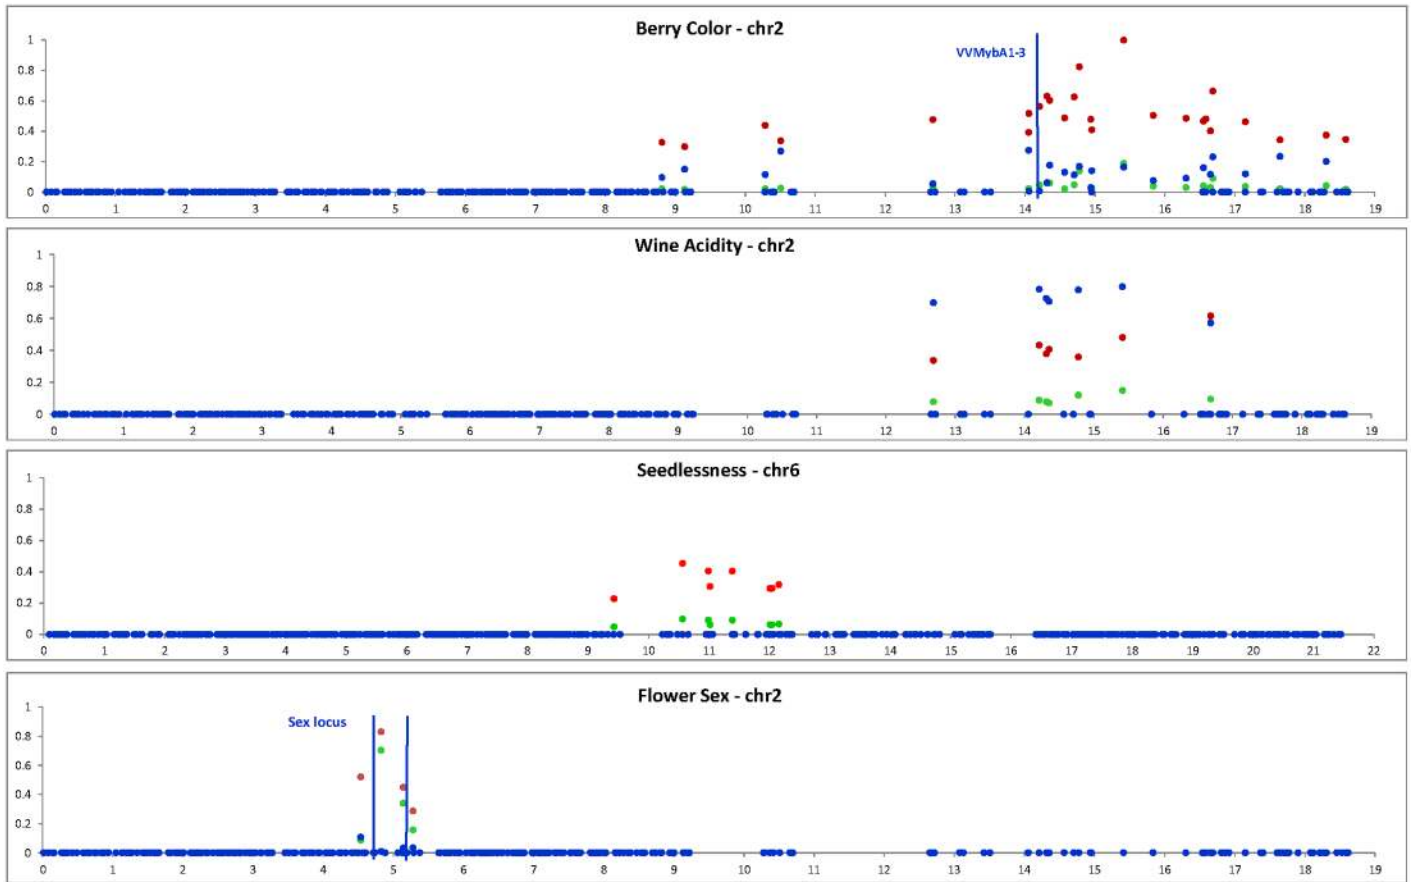 Berry Color - chr2
VVMybA1-3
1
0.8
0.6
0.4
0.2
0
0 1 2 3 4 5 6 7 8 9 10 11 12 13 14 15 16 17 18 19
Wine Acidity - chr2
1
0.8
0.6
0.4
0.2
0
0 1 2 3 4 5 6 7 8 9 10 11 12 13 14 15 16 17 18 19
Seedlessness - chr6
1
0.8
0.6
0.4
0.2
0
0 1 2 3 4 5 6 7 8 9 10 11 12 13 14 15 16 17 18 19 20 21 22
Flower Sex - chr2
Sex locus
1
0.8
0.6
0.4
0.2
0
0 1 2 3 4 5 6 7 8 9 10 11 12 13 14 15 16 17 18 19